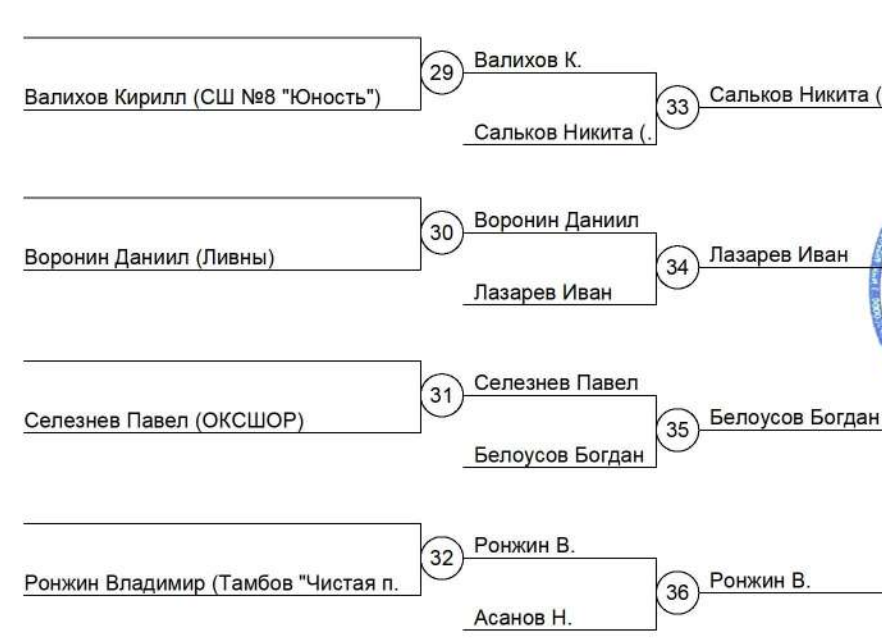 Валихов К.
29
Сальков Никита (
Валихов Кирилл (СШ №8 "Юность")
33
Сальков Никита (.
Воронин Даниил
30
Лазарев Иван
Воронин Даниил (Ливны)
34
Лазарев Иван
Селезнев Павел
31
Белоусов Богдан
Селезнев Павел (ОКСШОР)
35
Белоусов Богдан
Ронжин В.
32
Ронжин В.
Ронжин Владимир (Тамбов "Чистая п.
36
Асанов Н.